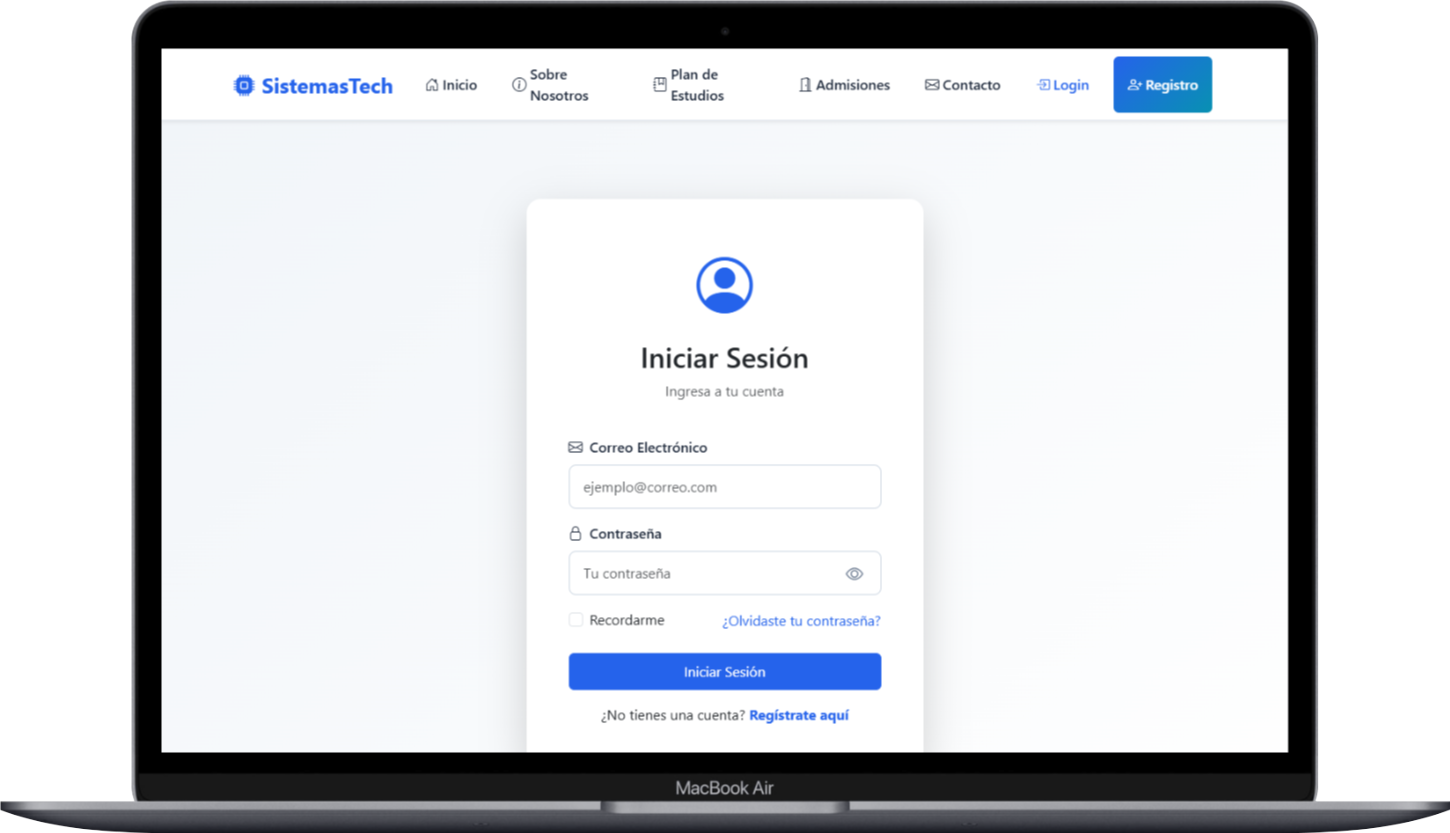 SistemasTech
Inicio
Sobre
Nosotros
Plan de
Estudios
Admisiones
Contacto
Login
Registro
Iniciar Sesión
Ingresa a tu cuenta
Correo Electrónico
ejemplo@correo.com
Contraseña
Tu contraseña
Recordarme
¿Olvidaste tu contraseña?
Iniciar Sesión
¿No tienes una cuenta? Regístrate aquí
MacBook Air